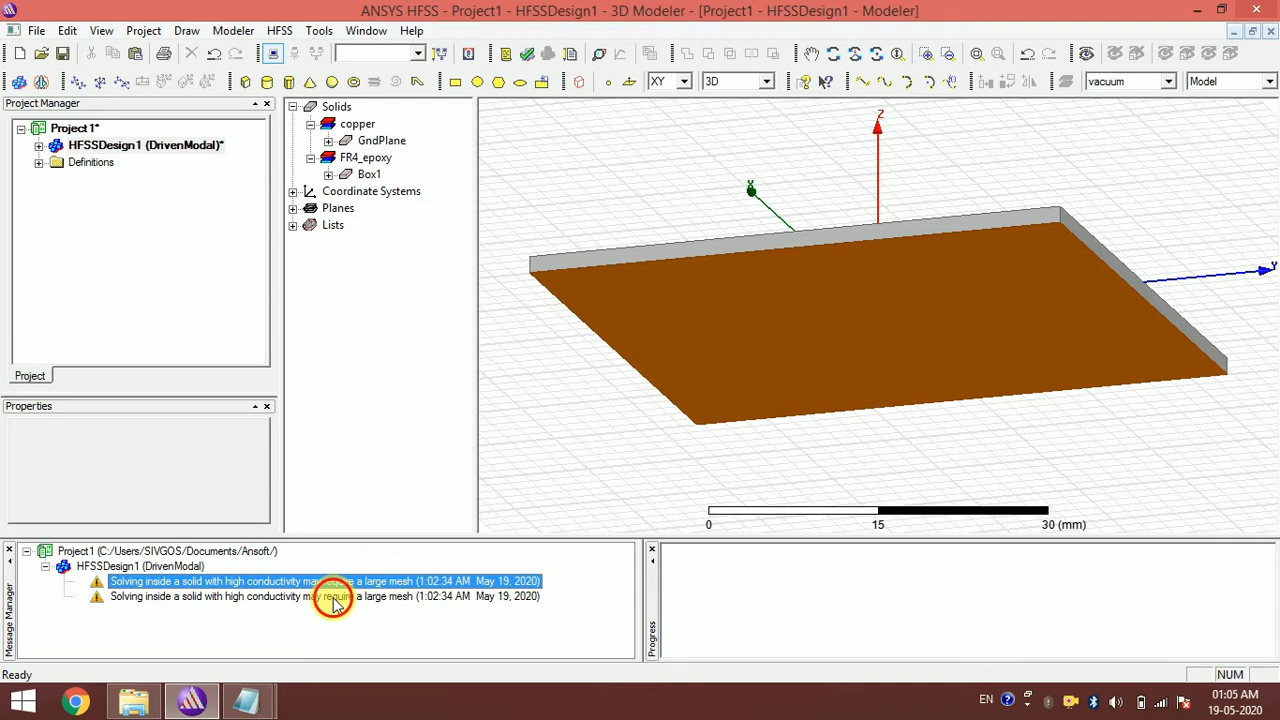 ANSYS HFSS - Project1 - HFSSDesign1 - 3D Modeler - [Project1 - HFSSDesign1 - Modeler]
File Edit View Project Draw Modeler HFSS Tools Window Help
XY 3D vacuum Model
Project Manager
Project1*
HFSSDesign1 (DrivenModal)*
Definitions
Project
Solids
copper
GndPlane
FR4_epoxy
Box1
Coordinate Systems
Planes
Lists
Z
X
Y
0 15 30 (mm)
Properties
Message Manager
Project1 (C:/Users/SIVGOS/Documents/Ansoft/)
HFSSDesign1 (DrivenModal)
Solving inside a solid with high conductivity may require a large mesh (1:02:34 AM May 19, 2020)
Solving inside a solid with high conductivity may require a large mesh (1:02:34 AM May 19, 2020)
Progress
Ready
NUM
EN
01:05 AM
19-05-2020